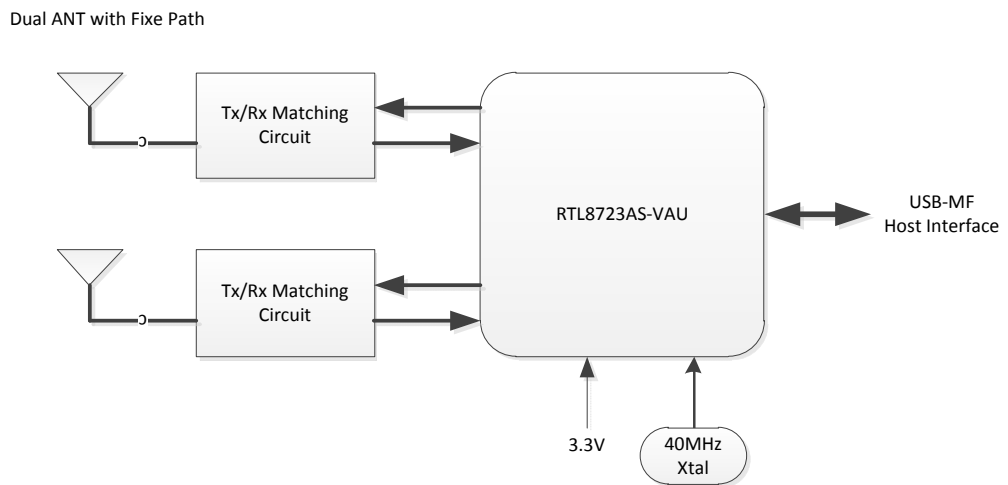 Dual ANT with Fixe Path
Tx/Rx Matching
Circuit
RTL8723AS-VAU
USB-MF
Host Interface
Tx/Rx Matching
Circuit
3.3V
40MHz
Xtal